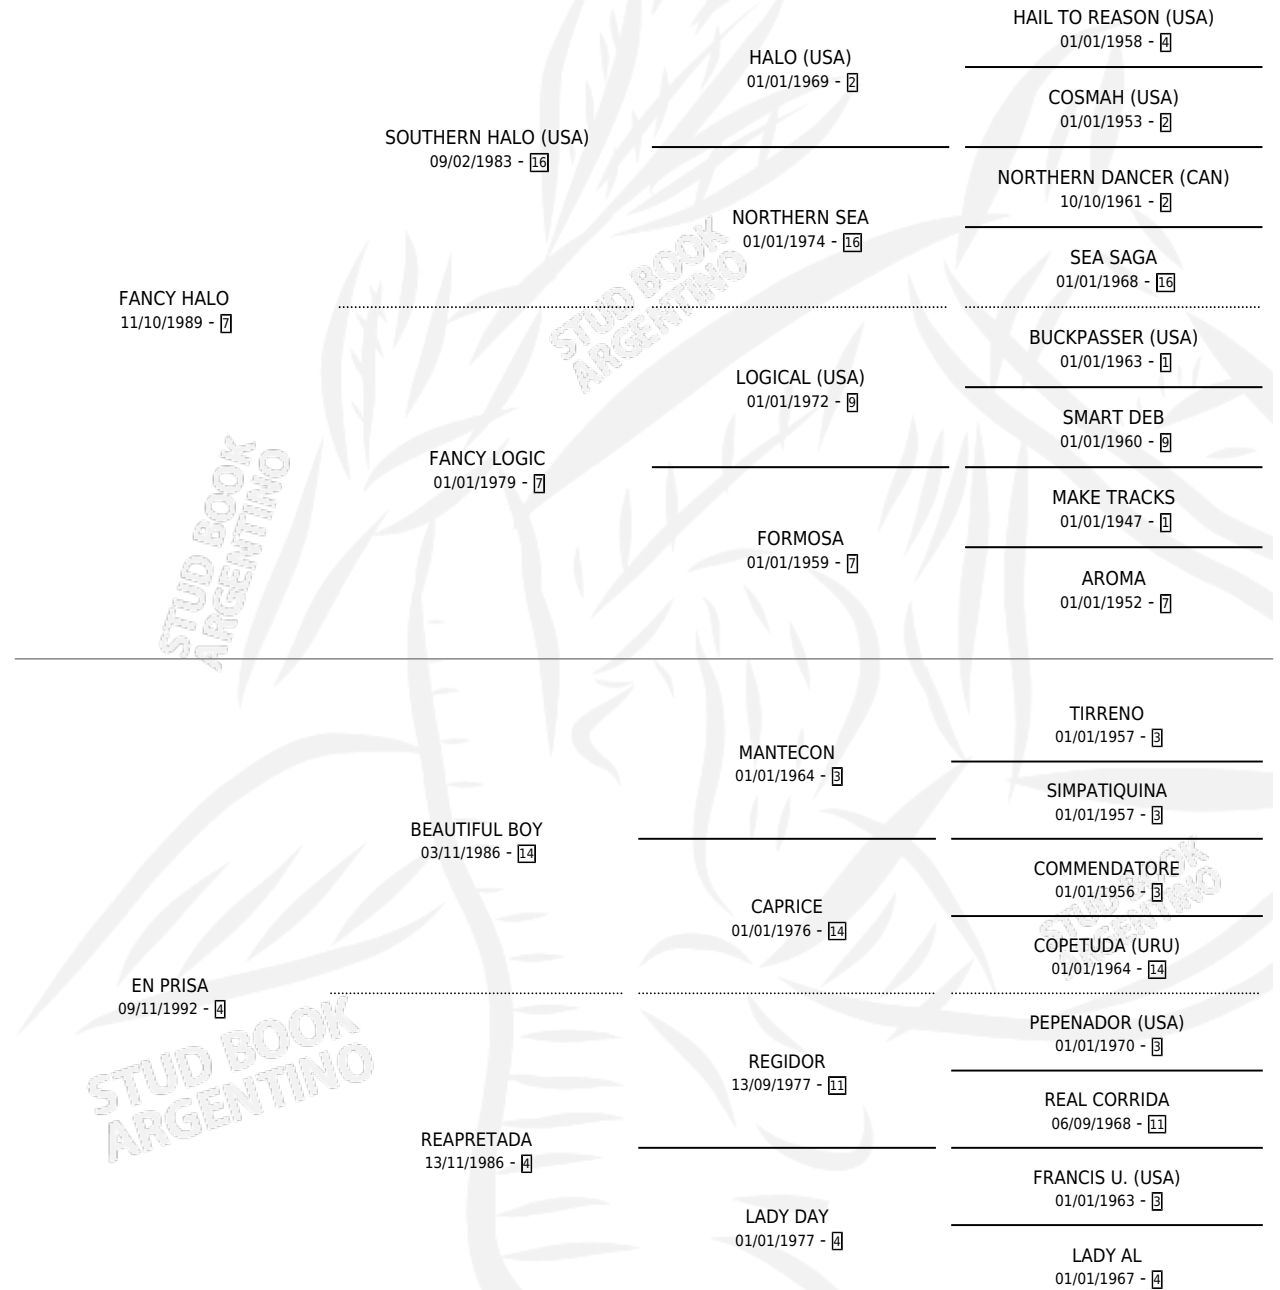 HAIL TO REASON (USA)
01/01/1958 - 4
HALO (USA)
01/01/1969 - 2
COSMAH (USA)
01/01/1953 - 2
SOUTHERN HALO (USA)
09/02/1983 - 16
NORTHERN DANCER (CAN)
10/10/1961 - 2
NORTHERN SEA
01/01/1974 - 16
SEA SAGA
01/01/1968 - 16
FANCY HALO
11/10/1989 - 7
BUCKPASSER (USA)
01/01/1963 - 1
LOGICAL (USA)
01/01/1972 - 9
SMART DEB
01/01/1960 - 9
FANCY LOGIC
01/01/1979 - 7
MAKE TRACKS
01/01/1947 - 1
FORMOSA
01/01/1959 - 7
AROMA
01/01/1952 - 7
TIRRENO
01/01/1957 - 3
MANTECON
01/01/1964 - 3
SIMPATIQUINA
01/01/1957 - 3
BEAUTIFUL BOY
03/11/1986 - 14
COMMENDATORE
01/01/1956 - 3
CAPRICE
01/01/1976 - 14
COPETUDA (URU)
01/01/1964 - 14
EN PRISA
09/11/1992 - 4
PEPENADOR (USA)
01/01/1970 - 3
REGIDOR
13/09/1977 - 11
REAL CORRIDA
06/09/1968 - 11
REAPRETADA
13/11/1986 - 4
FRANCIS U. (USA)
01/01/1963 - 3
LADY DAY
01/01/1977 - 4
LADY AL
01/01/1967 - 4
STUD BOOK
ARGENTINO
STUD BOOK
ARGENTINO
STUD BOOK
ARGENTINO
STUD BOOK
ARGENTINO